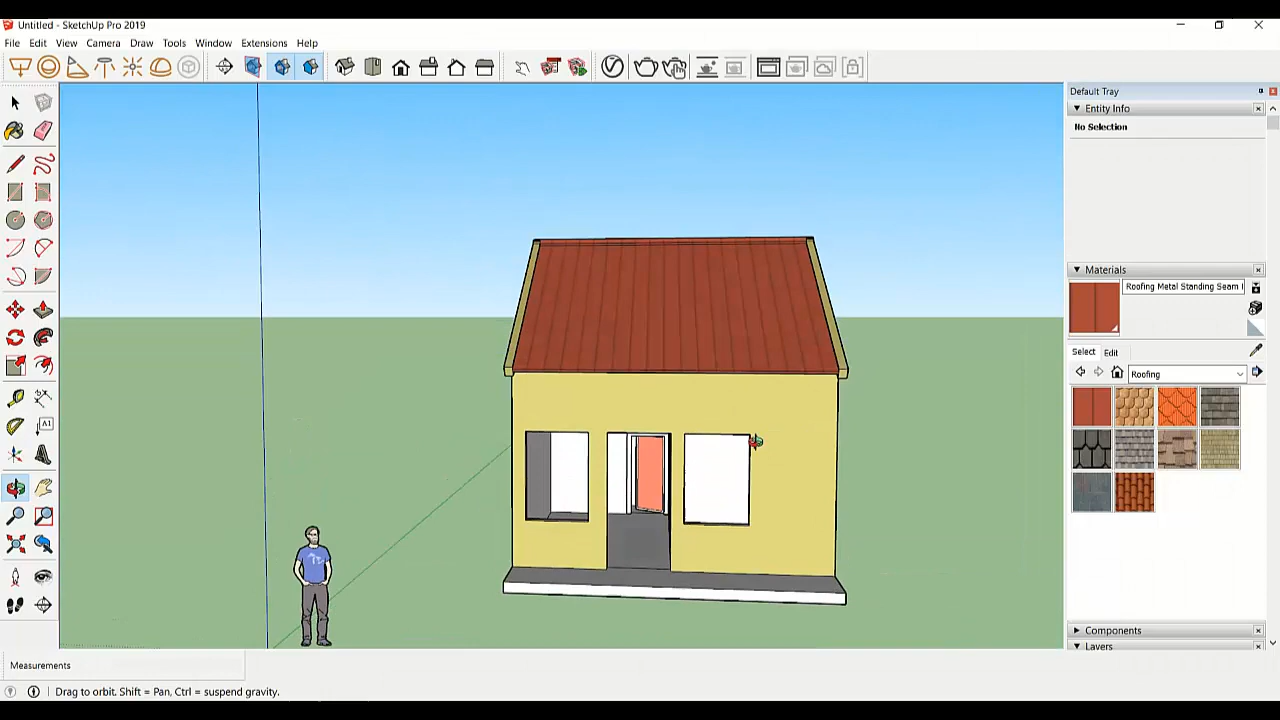 Untitled - SketchUp Pro 2019
File Edit View Camera Draw Tools Window Extensions Help
Default Tray
Entity Info
No Selection
Materials
Roofing Metal Standing Seam
Select Edit
Roofing
A1
Components
Layers
Measurements
Drag to orbit. Shift = Pan, Ctrl = suspend gravity.